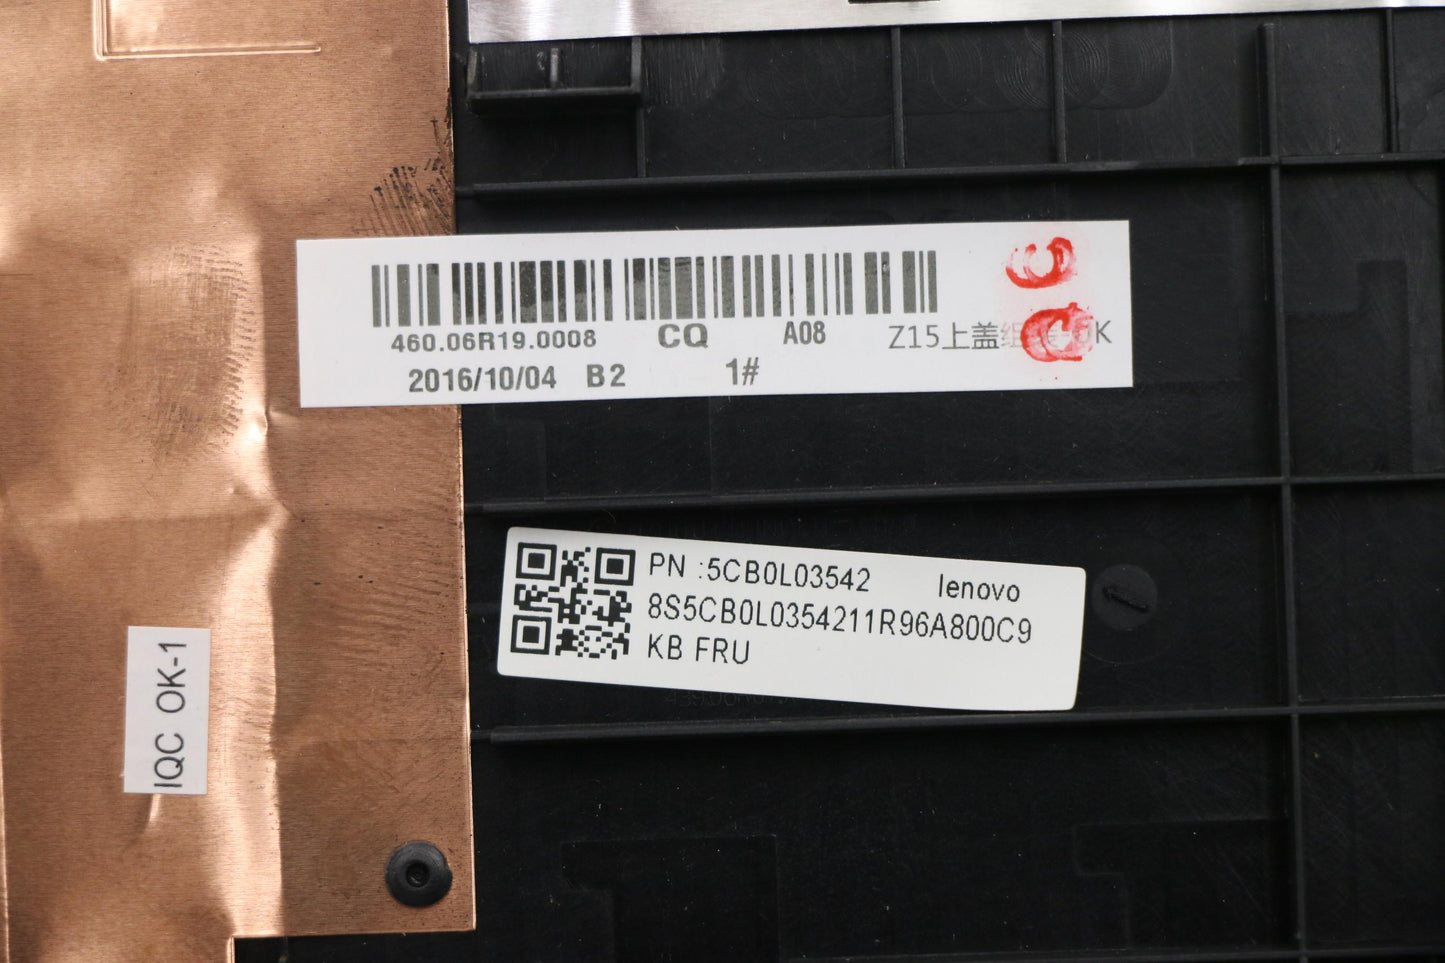 460.06R19.0008 CQ A08 Z15上盖组
2016/10/04 B2 1#
PN :5CB0L03542 lenovo
8S5CB0L0354211R96A800C9
KB FRU
IQC OK-1